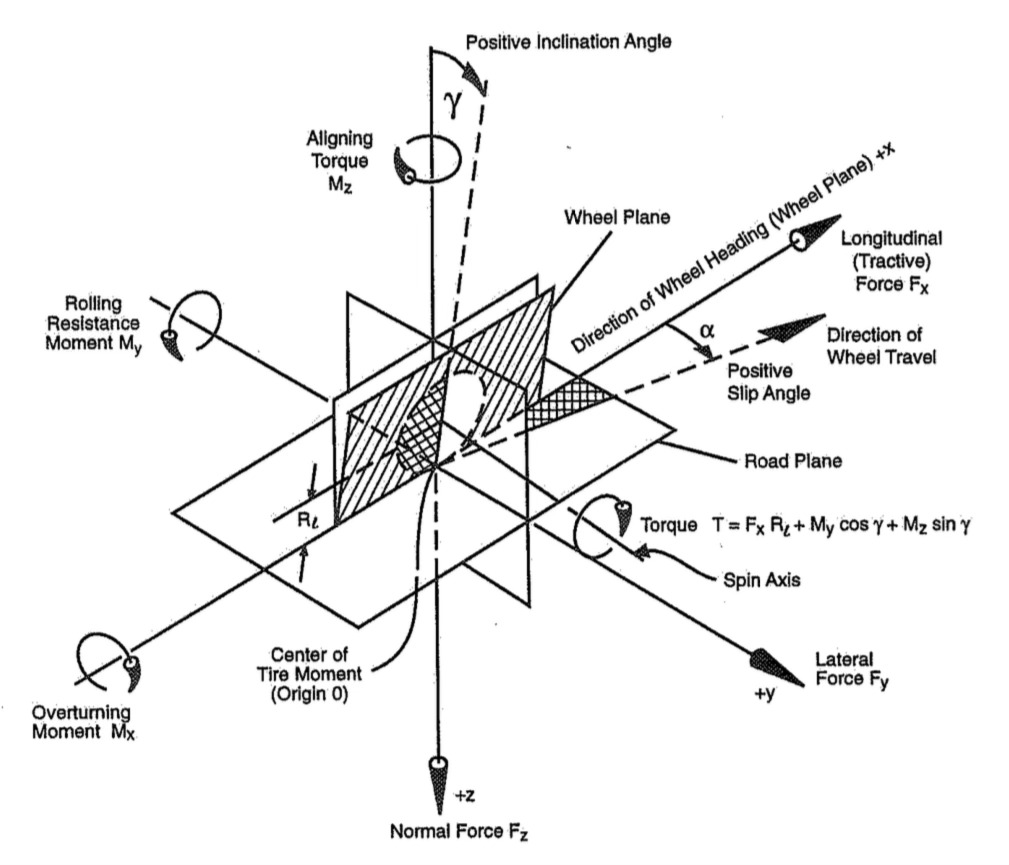 Positive Inclination Angle
γ
Aligning
Torque
Mz
Wheel Plane
Direction of Wheel Heading (Wheel Plane) +x
Longitudinal
(Tractive)
Force Fx
Rolling
Resistance
Moment My
α
Direction of
Wheel Travel
Positive
Slip Angle
Road Plane
Rℓ
Torque T = Fx Rℓ + My cos γ + Mz sin γ
Spin Axis
Center of
Tire Moment
(Origin 0)
Lateral
Force Fy
+y
Overturning
Moment Mx
+z
Normal Force Fz